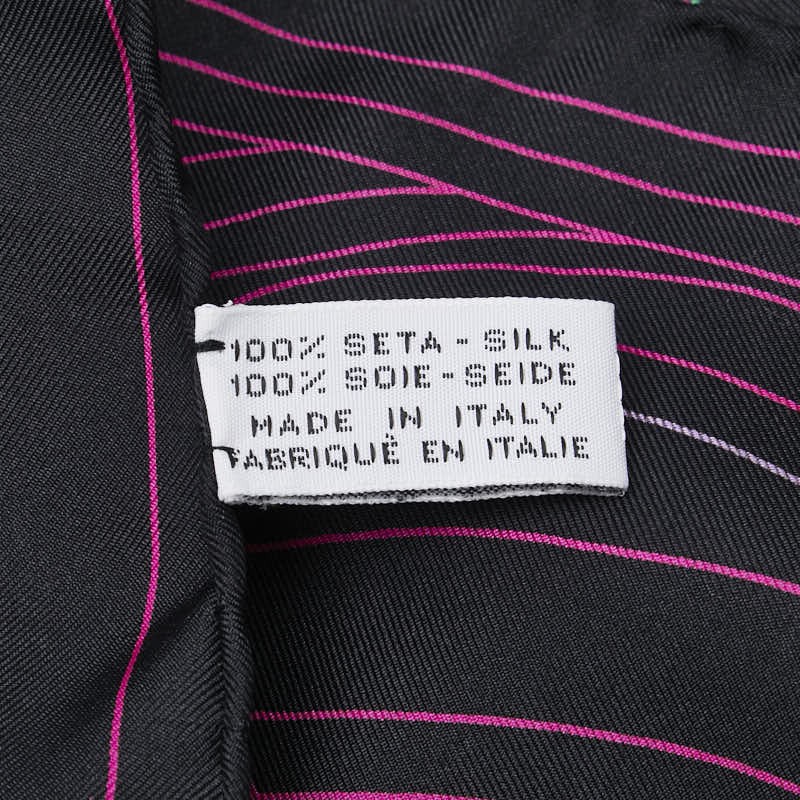 100% SETA - SILK
100% SOIE - SEIDE
MADE IN ITALY
FABRIQUÉ EN ITALIE